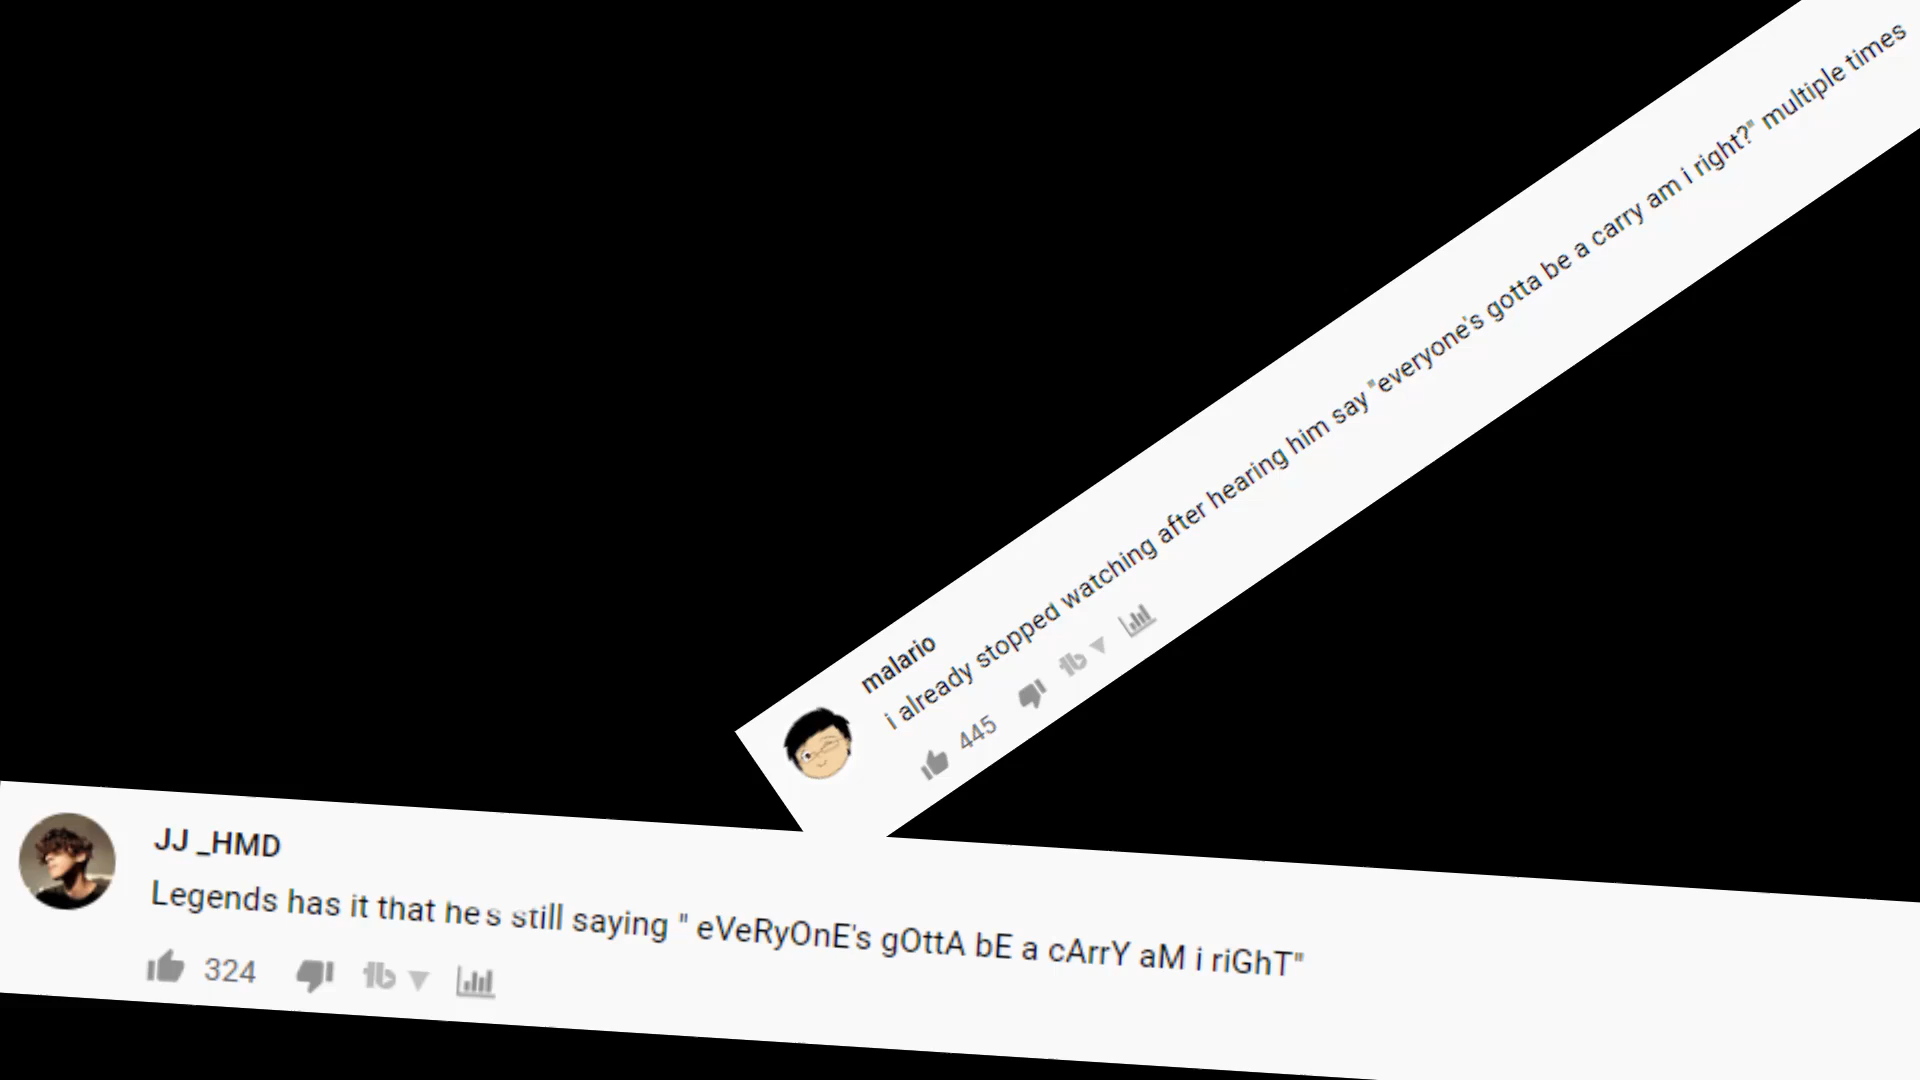 malario
i already stopped watching after hearing him say "everyone's gotta be a carry am i right?" multiple times
445
JJ _HMD
Legends has it that he s still saying " eVeRyOnE's gOttA bE a cArrY aM i riGhT"
324